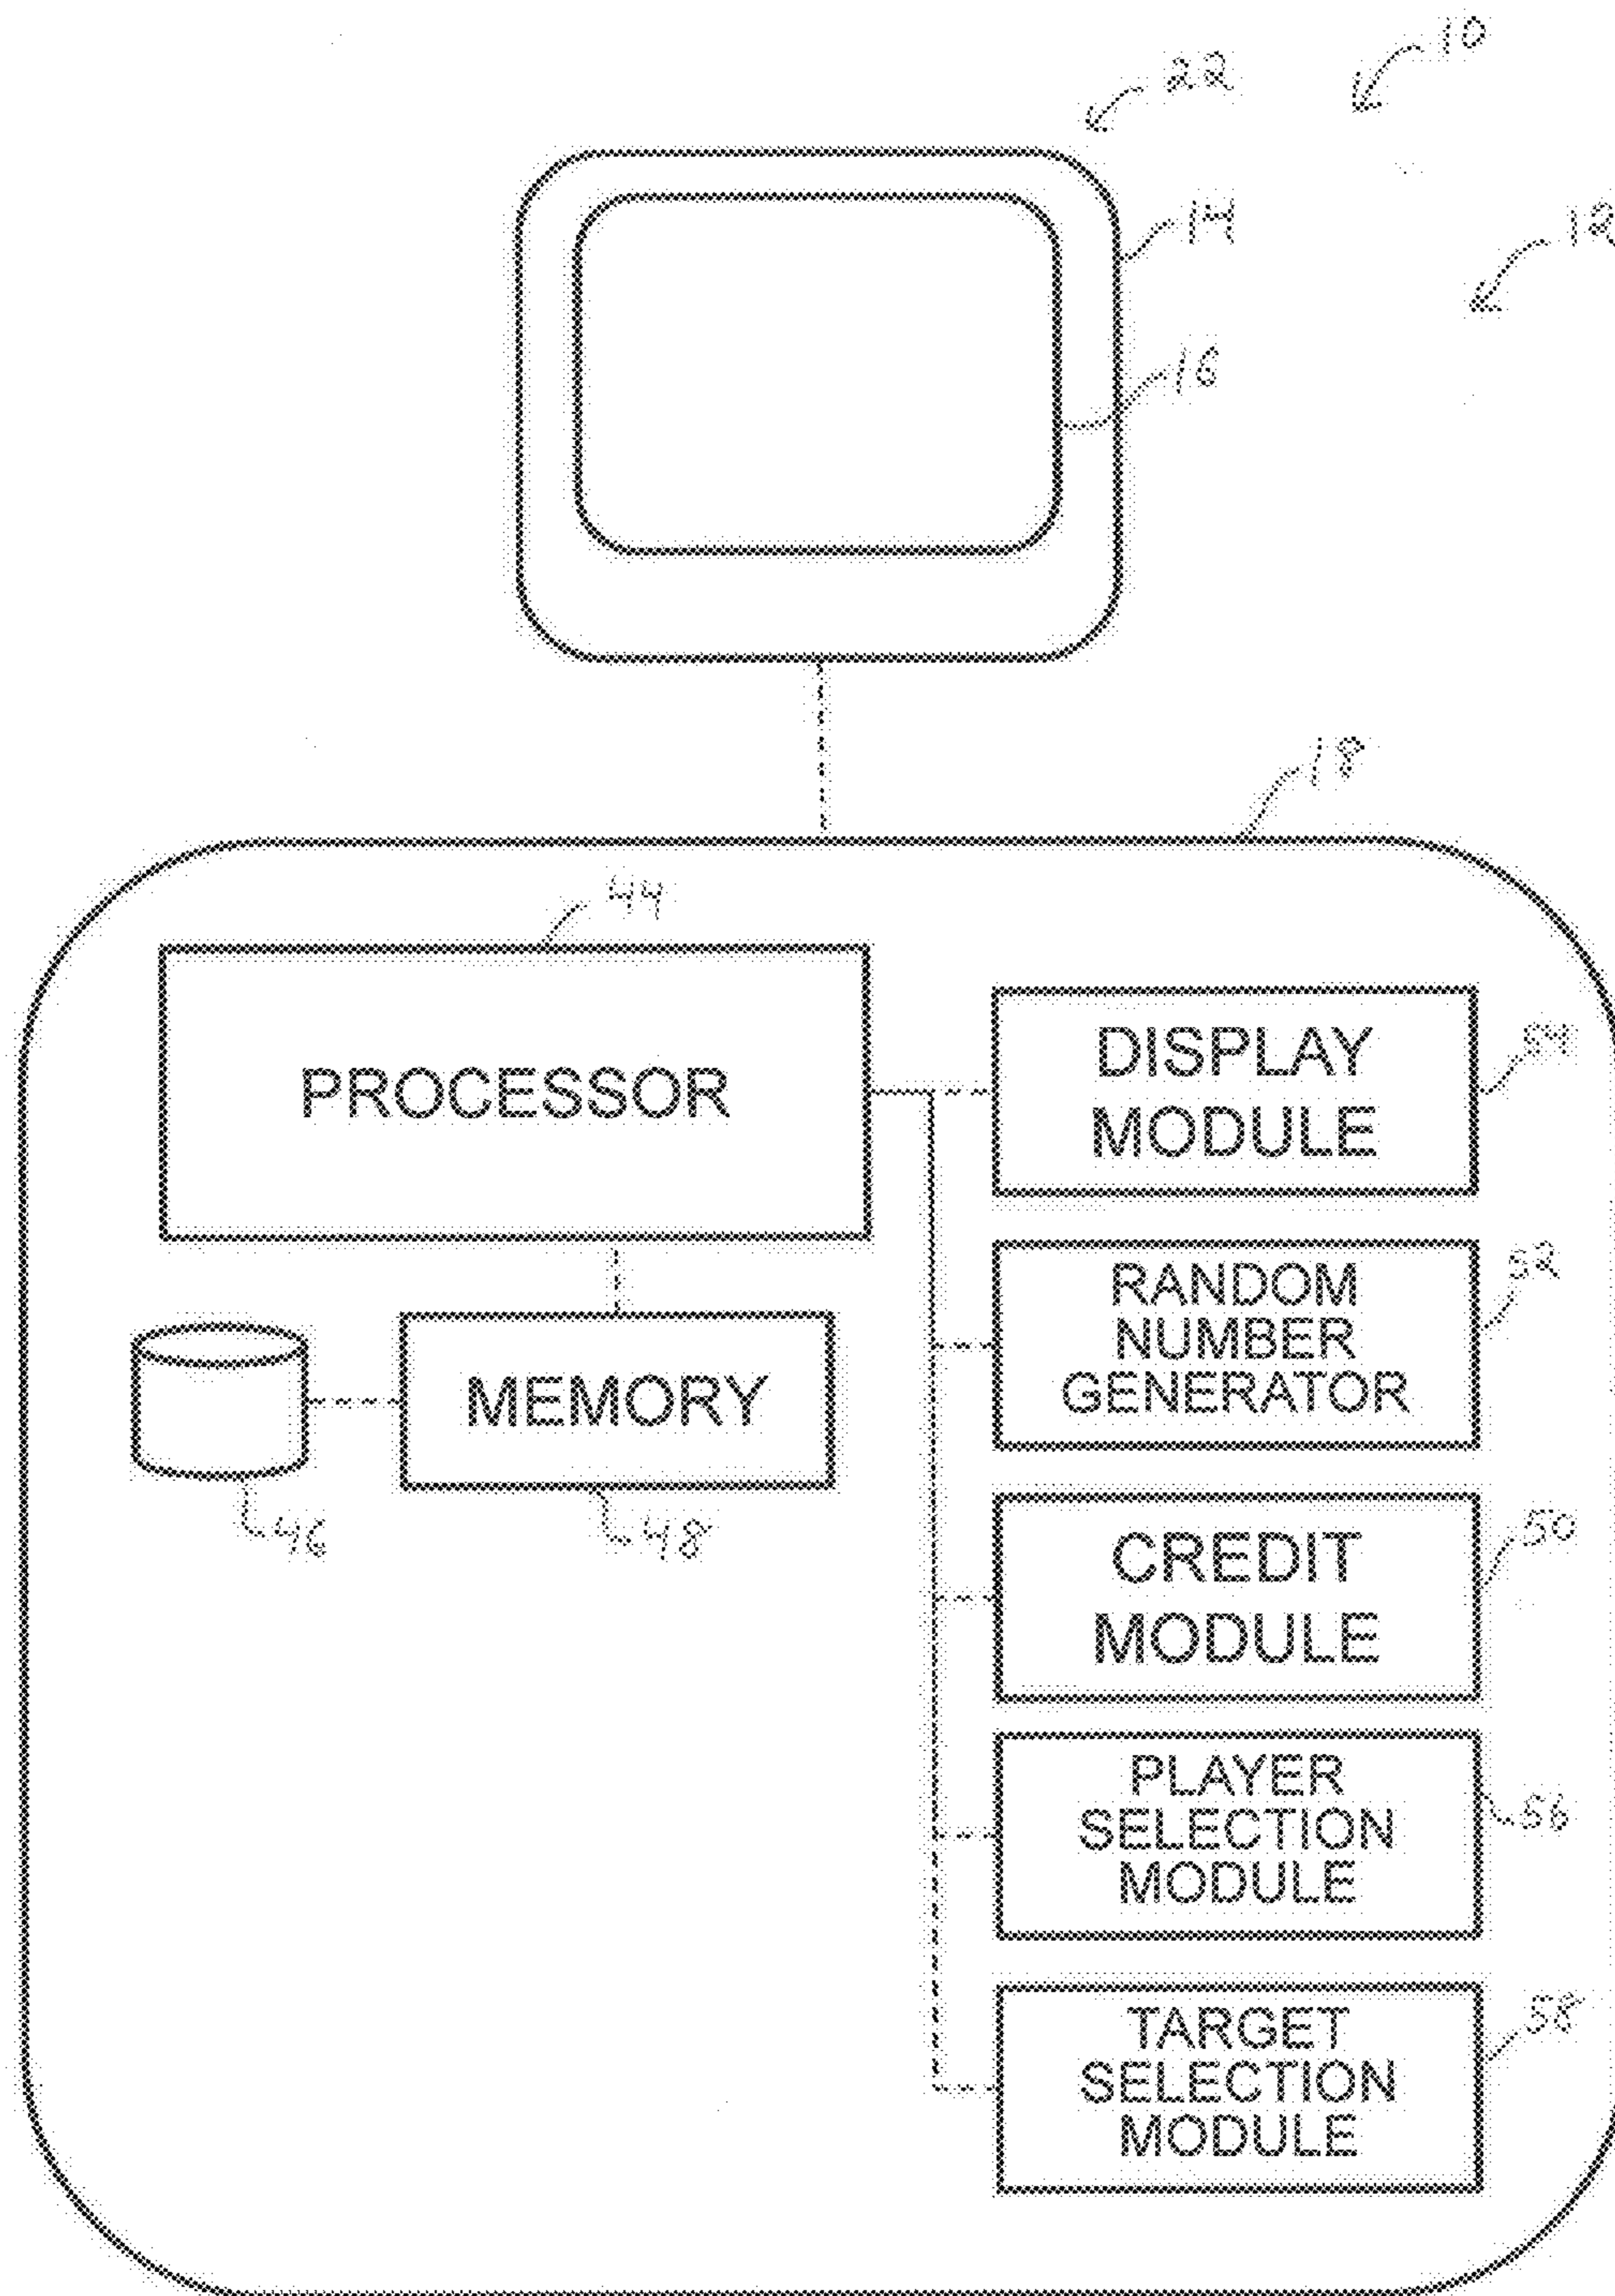 10
22
12
14
16
18
44
PROCESSOR
DISPLAY
MODULE
54
RANDOM
NUMBER
GENERATOR
52
MEMORY
46
48
CREDIT
MODULE
50
PLAYER
SELECTION
MODULE
56
TARGET
SELECTION
MODULE
58